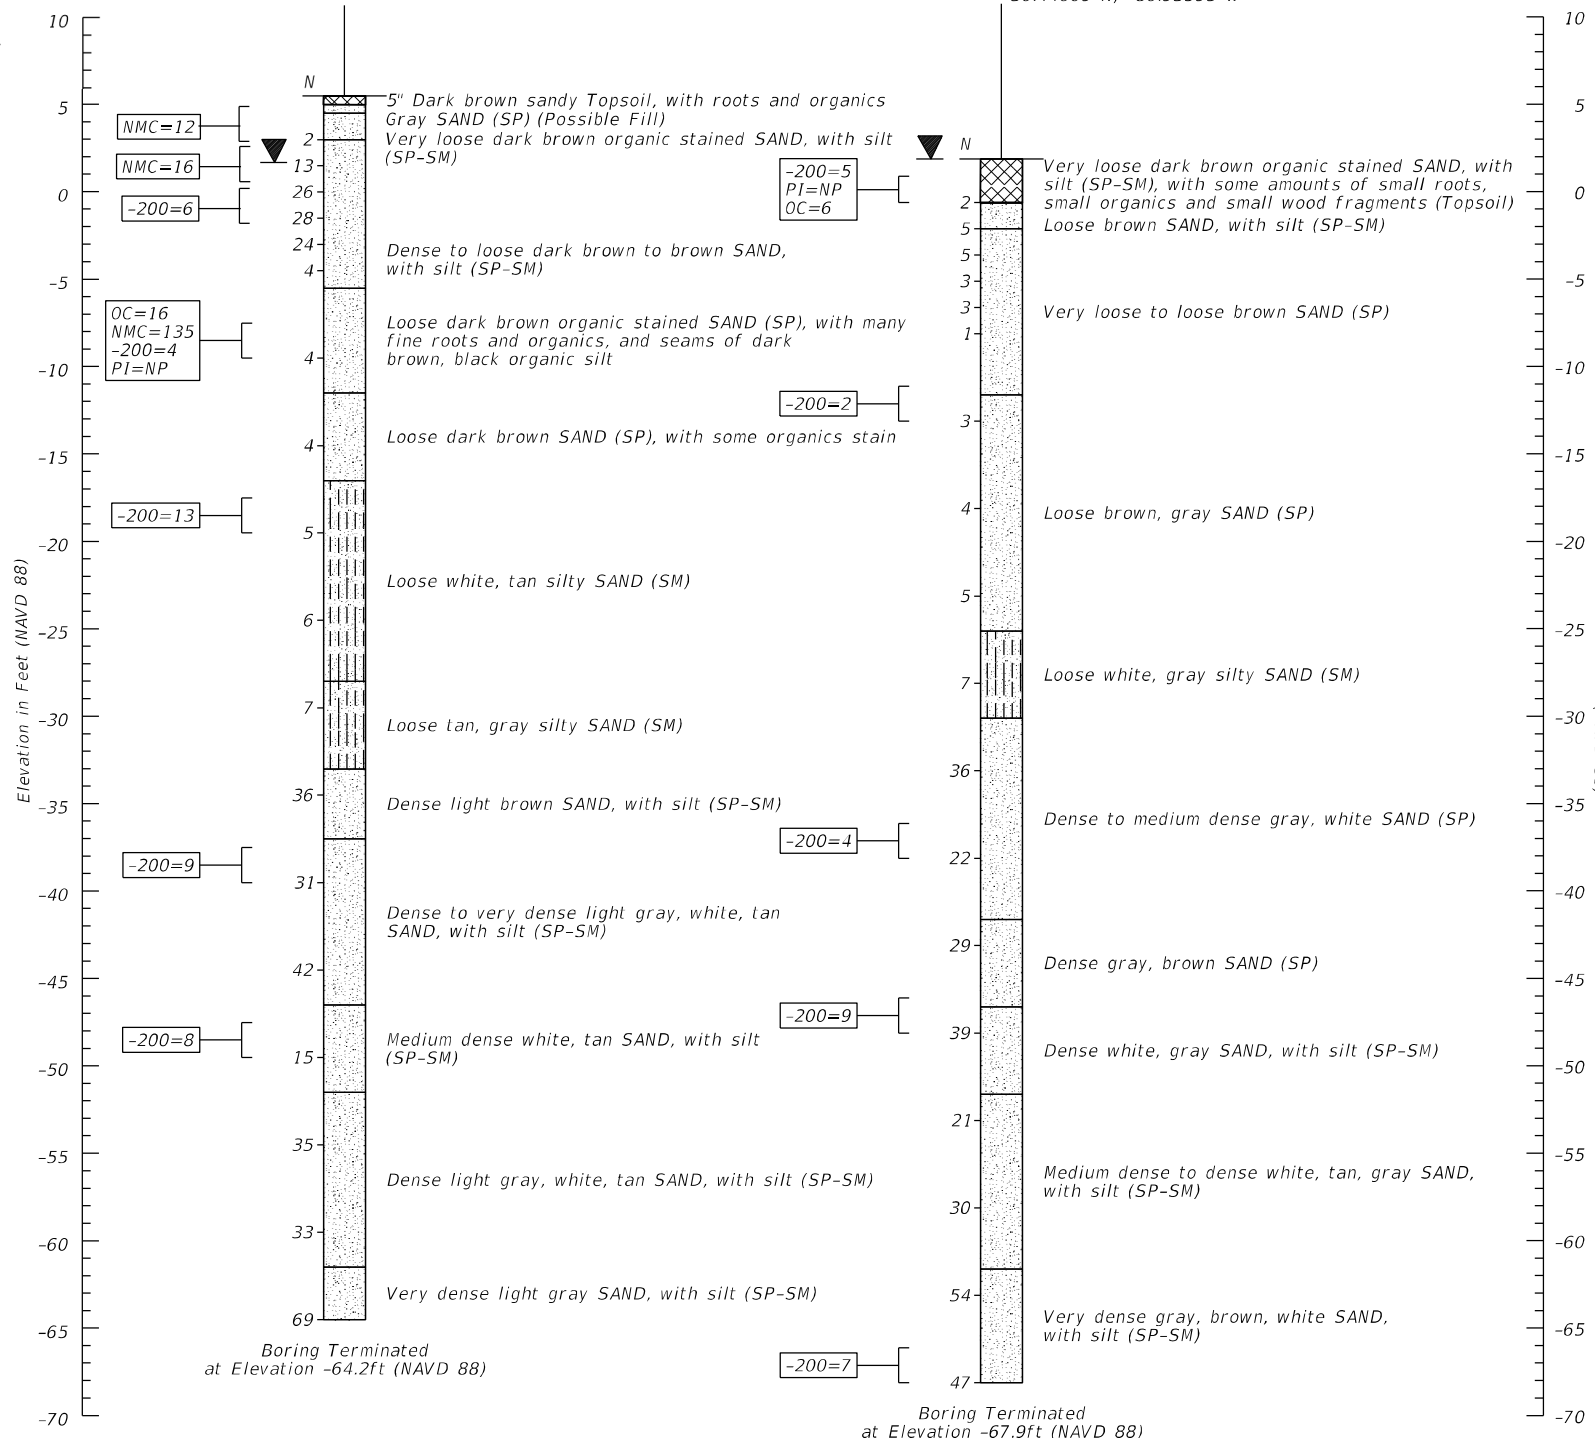 10
5
0
-5
-10
-15
-20
-25
-30
-35
-40
-45
-50
-55
-60
-65
-70
Elevation in Feet (NAVD 88)
NMC=12
NMC=16
-200=6
OC=16
NMC=135
-200=4
PI=NP
-200=13
-200=9
-200=8
N
2
13
26
28
24
4
4
4
5
6
7
36
31
42
15
35
33
69
5" Dark brown sandy Topsoil, with roots and organics
Gray SAND (SP) (Possible Fill)
Very loose dark brown organic stained SAND, with silt
(SP-SM)
Dense to loose dark brown to brown SAND,
with silt (SP-SM)
Loose dark brown organic stained SAND (SP), with many
fine roots and organics, and seams of dark
brown, black organic silt
Loose dark brown SAND (SP), with some organics stain
Loose white, tan silty SAND (SM)
Loose tan, gray silty SAND (SM)
Dense light brown SAND, with silt (SP-SM)
Dense to very dense light gray, white, tan
SAND, with silt (SP-SM)
Medium dense white, tan SAND, with silt
(SP-SM)
Dense light gray, white, tan SAND, with silt (SP-SM)
Very dense light gray SAND, with silt (SP-SM)
Boring Terminated
at Elevation -64.2ft (NAVD 88)
-200=5
PI=NP
OC=6
-200=2
-200=4
-200=9
-200=7
N
2
5
5
3
3
1
3
4
5
7
36
22
29
39
21
30
54
47
Very loose dark brown organic stained SAND, with
silt (SP-SM), with some amounts of small roots,
small organics and small wood fragments (Topsoil)
Loose brown SAND, with silt (SP-SM)
Very loose to loose brown SAND (SP)
Loose brown, gray SAND (SP)
Loose white, gray silty SAND (SM)
Dense to medium dense gray, white SAND (SP)
Dense gray, brown SAND (SP)
Dense white, gray SAND, with silt (SP-SM)
Medium dense to dense white, tan, gray SAND,
with silt (SP-SM)
Very dense gray, brown, white SAND,
with silt (SP-SM)
Boring Terminated
at Elevation -67.9ft (NAVD 88)
10
5
0
-5
-10
-15
-20
-25
-30
-35
-40
-45
-50
-55
-60
-65
-70